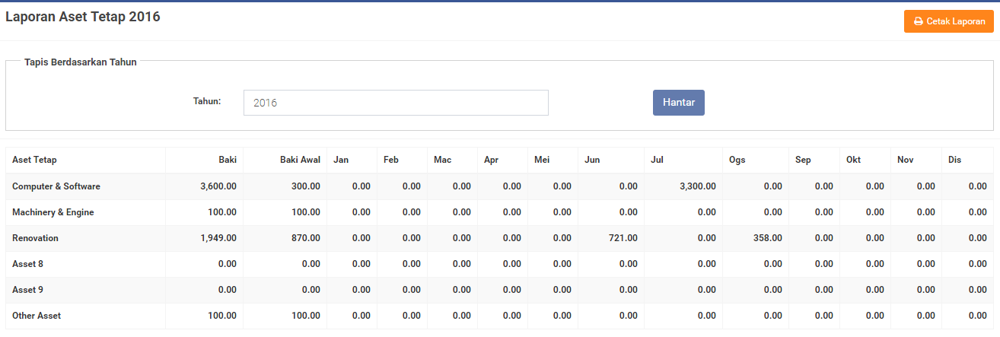 Laporan Aset Tetap 2016
Cetak Laporan
Tapis Berdasarkan Tahun
Tahun: 2016 Hantar
Aset Tetap Baki Baki Awal Jan Feb Mac Apr Mei Jun Jul Ogs Sep Okt Nov Dis
Computer & Software 3,600.00 300.00 0.00 0.00 0.00 0.00 0.00 0.00 3,300.00 0.00 0.00 0.00 0.00 0.00
Machinery & Engine 100.00 100.00 0.00 0.00 0.00 0.00 0.00 0.00 0.00 0.00 0.00 0.00 0.00 0.00
Renovation 1,949.00 870.00 0.00 0.00 0.00 0.00 0.00 721.00 0.00 358.00 0.00 0.00 0.00 0.00
Asset 8 0.00 0.00 0.00 0.00 0.00 0.00 0.00 0.00 0.00 0.00 0.00 0.00 0.00 0.00
Asset 9 0.00 0.00 0.00 0.00 0.00 0.00 0.00 0.00 0.00 0.00 0.00 0.00 0.00 0.00
Other Asset 100.00 100.00 0.00 0.00 0.00 0.00 0.00 0.00 0.00 0.00 0.00 0.00 0.00 0.00